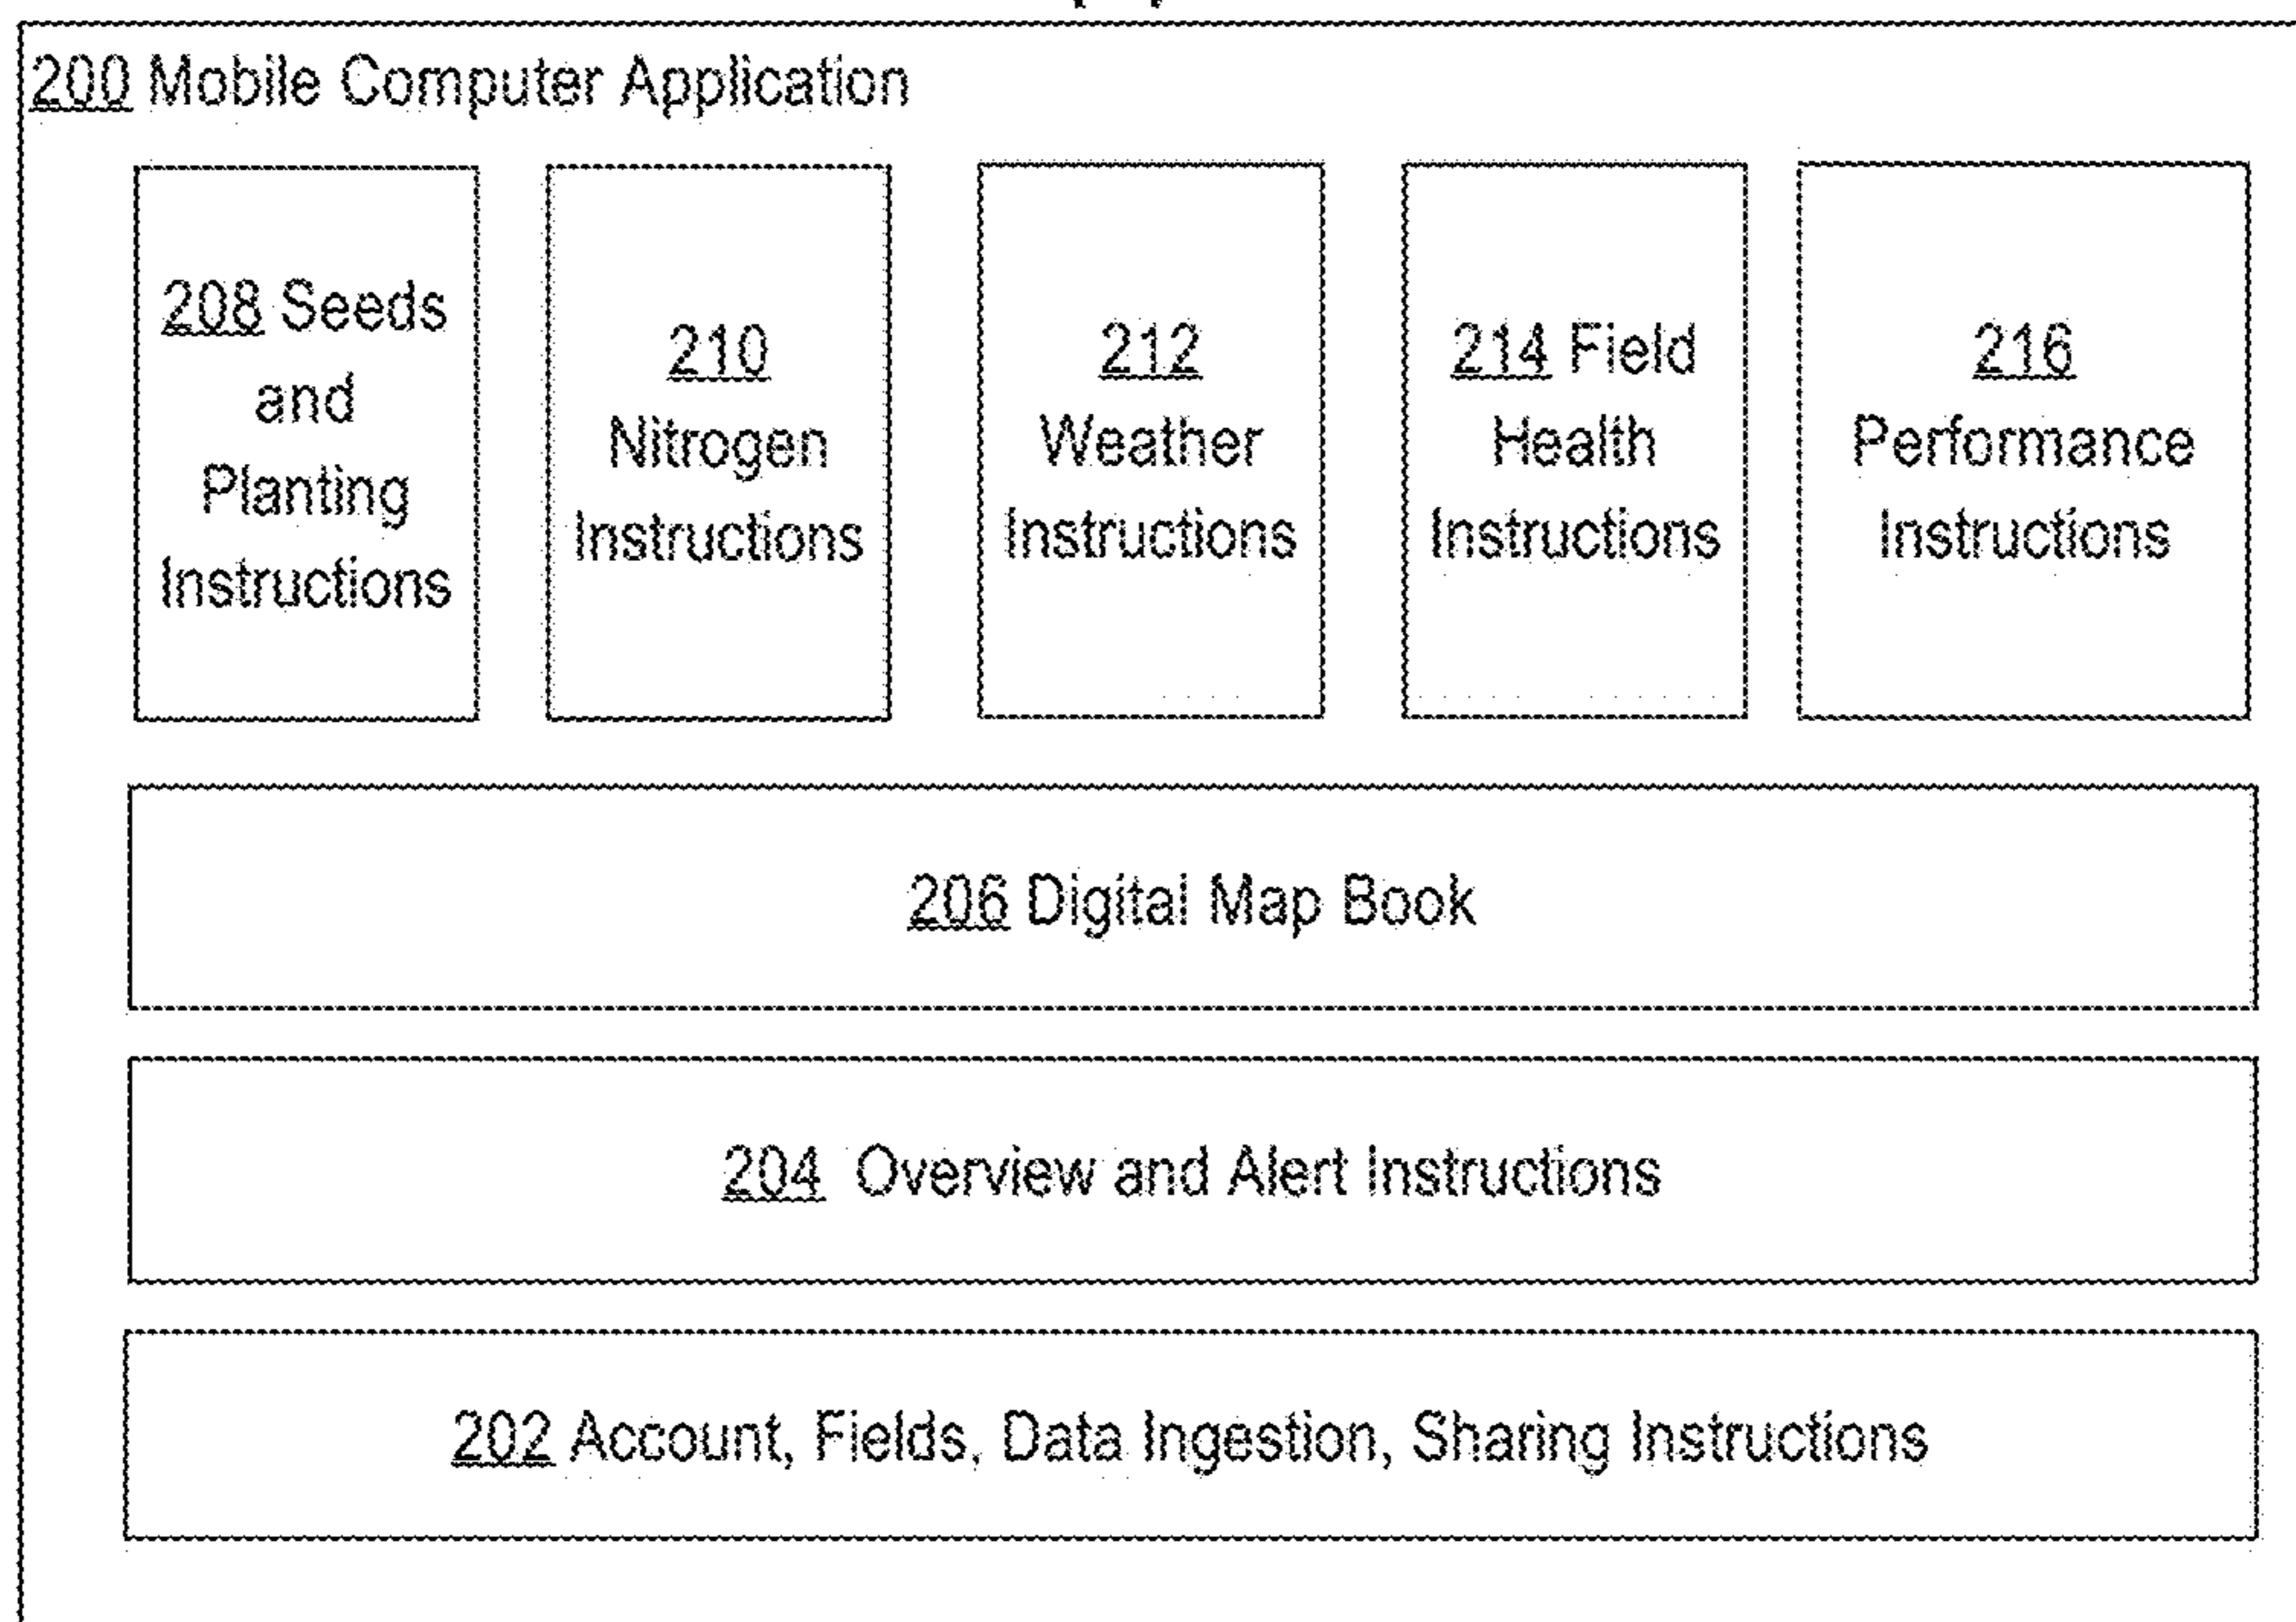 200 Mobile Computer Application
208 Seeds
and
Planting
Instructions
210
Nitrogen
Instructions
212
Weather
Instructions
214 Field
Health
Instructions
216
Performance
Instructions
206 Digital Map Book
204 Overview and Alert Instructions
202 Account, Fields, Data Ingestion, Sharing Instructions